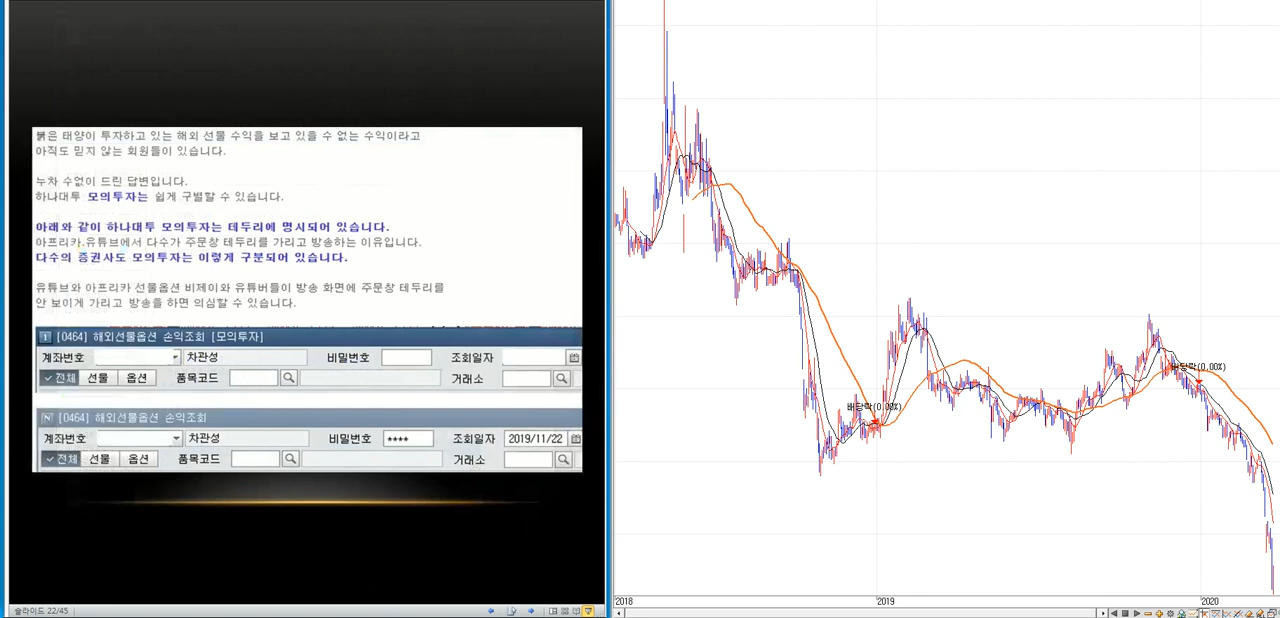 붉은 태양이 투자하고 있는 해외 선물 수익을 보고 있을 수 없는 수익이라고
아직도 믿지 않는 회원들이 있습니다.
누차 수없이 드린 답변입니다.
하나대투 모의투자는 쉽게 구별할 수 있습니다.
아래와 같이 하나대투 모의투자는 테두리에 명시되어 있습니다.
아프리카,유튜브에서 다수가 주문창 테두리를 가리고 방송하는 이유입니다.
다수의 증권사도 모의투자는 이렇게 구분되어 있습니다.
유튜브와 아프리카 선물옵션 비제이와 유튜버들이 방송 화면에 주문창 테두리를
안 보이게 가리고 방송을 하면 의심할 수 있습니다.
[0464] 해외선물옵션 손익조회 [모의투자]
계좌번호 차관성 비밀번호 조회일자
전체 선물 옵션 품목코드 거래소
[0464] 해외선물옵션 손익조회
계좌번호 차관성 비밀번호 **** 조회일자 2019/11/22
전체 선물 옵션 품목코드 거래소
슬라이드 22/45
배당락(0.00%)
배당락(0.00%)
2018 2019 2020